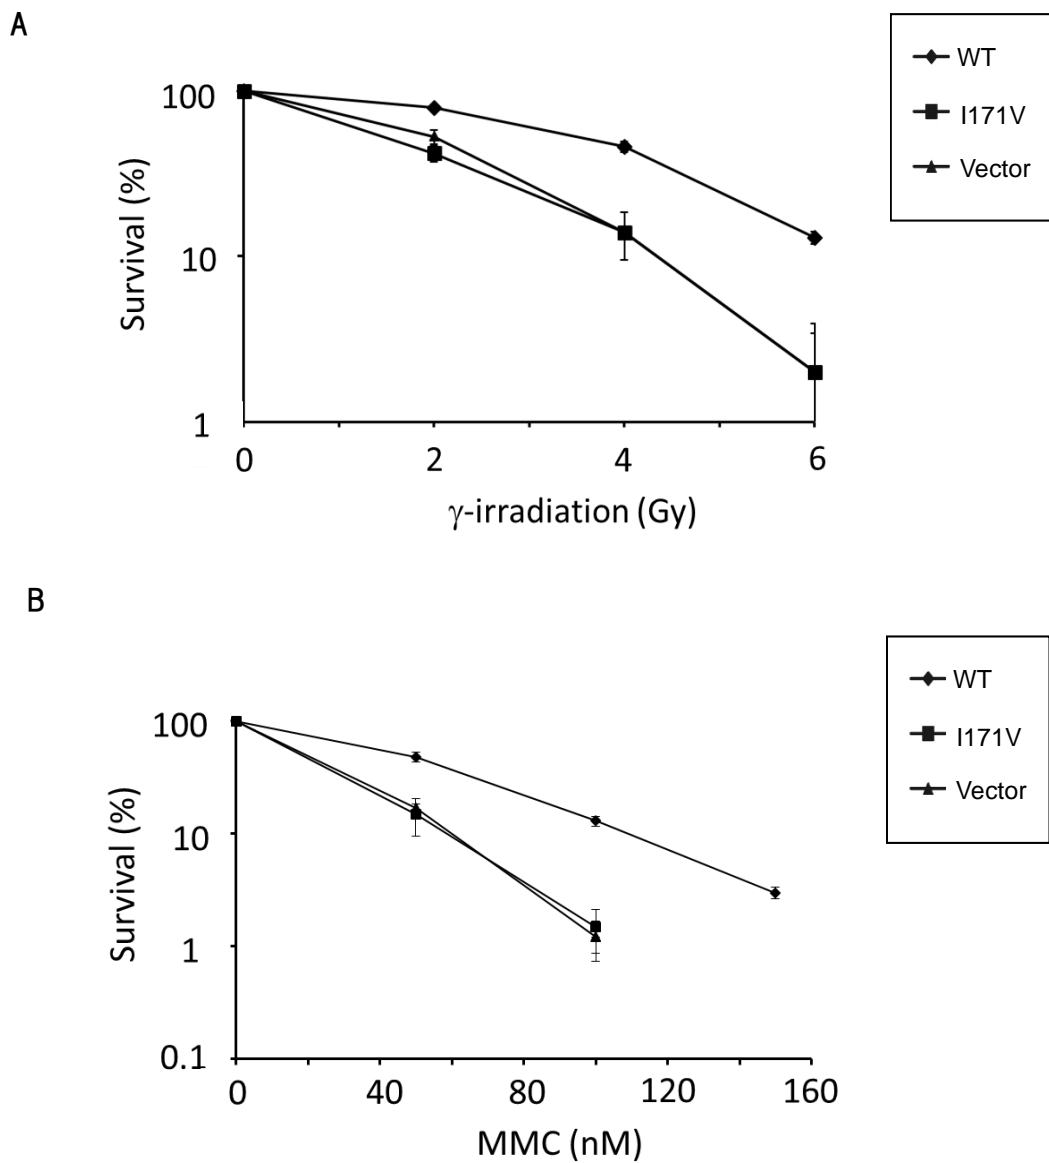 A
WT
I171V
Vector
Survival (%)
100
10
1
0 2 4 6
γ-irradiation (Gy)
B
WT
I171V
Vector
Survival (%)
100
10
1
0.1
0 40 80 120 160
MMC (nM)